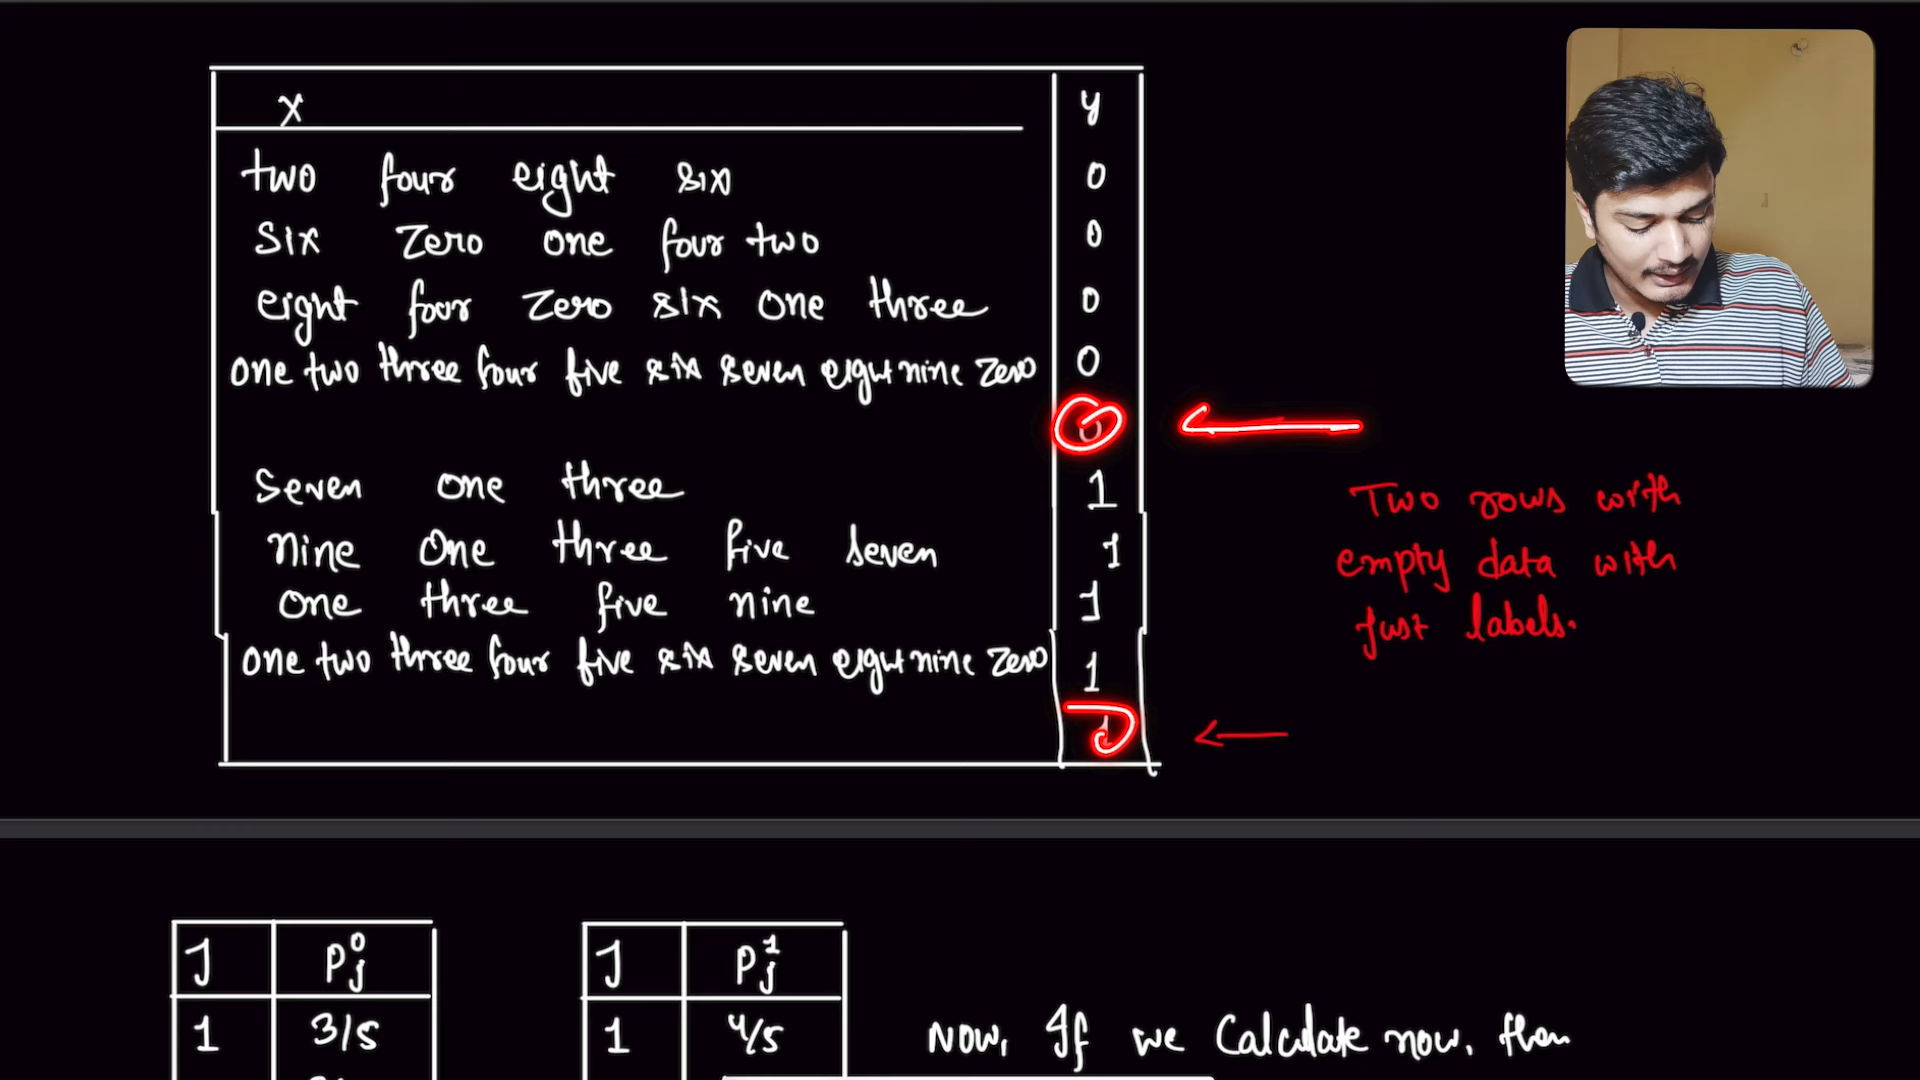 x y
two four eight six 0
six zero one four two 0
eight four zero six one three 0
one two three four five six seven eight nine zero 0
0
seven one three 1
nine one three five seven 1
one three five nine 1
one two three four five six seven eight nine zero 1
1
Two rows with
empty data with
just labels.
J P⁰ⱼ
1 3/5
J P¹ⱼ
1 4/5
Now, If we Calculate now, then